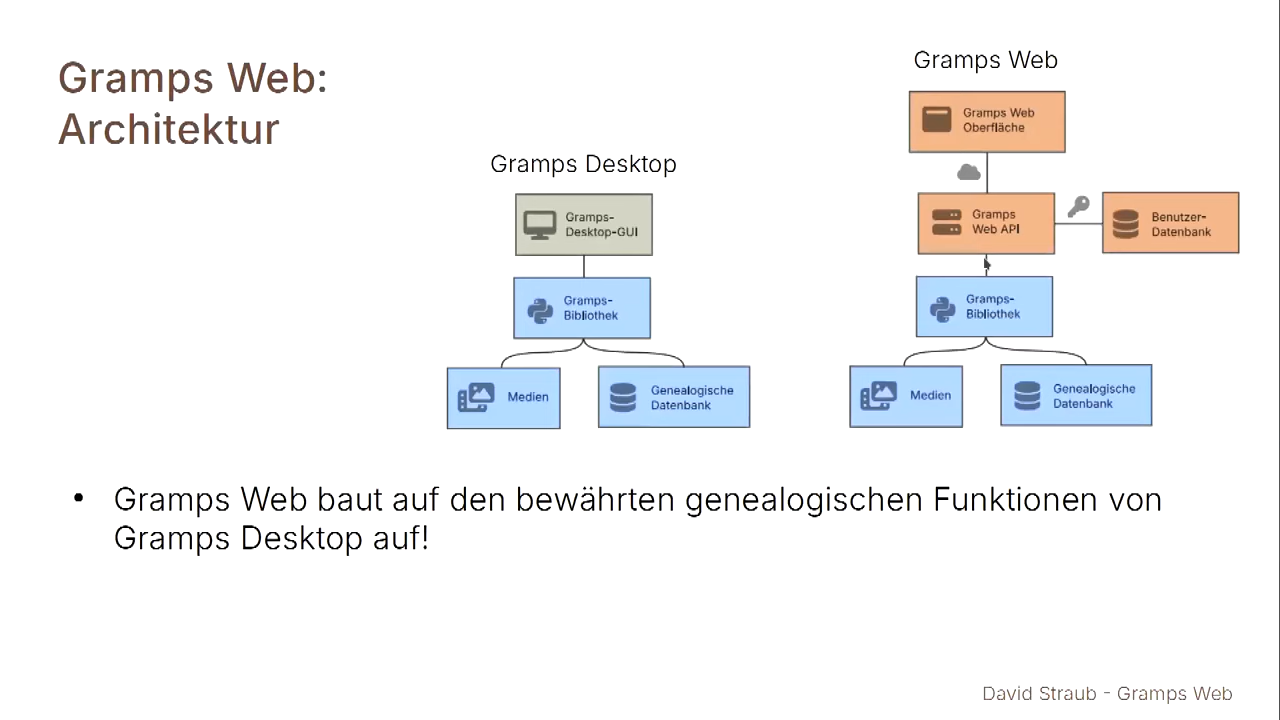 Gramps Web:
Architektur
Gramps Desktop
Gramps-
Desktop-GUI
Gramps-
Bibliothek
Medien
Genealogische
Datenbank
Gramps Web
Gramps Web
Oberfläche
Gramps
Web API
Benutzer-
Datenbank
Gramps-
Bibliothek
Medien
Genealogische
Datenbank
• Gramps Web baut auf den bewährten genealogischen Funktionen von
Gramps Desktop auf!
David Straub - Gramps Web